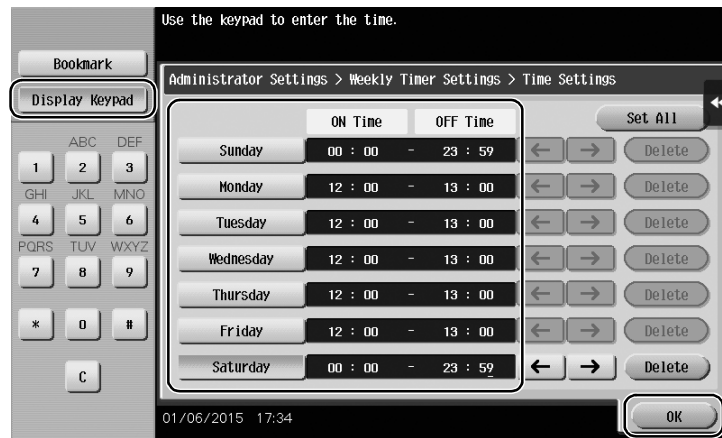 Use the keypad to enter the time.
Bookmark
Display Keypad
Administrator Settings > Weekly Timer Settings > Time Settings
ON Time OFF Time Set All
Sunday 00 : 00 - 23 : 59 ← → Delete
Monday 12 : 00 - 13 : 00 ← → Delete
Tuesday 12 : 00 - 13 : 00 ← → Delete
Wednesday 12 : 00 - 13 : 00 ← → Delete
Thursday 12 : 00 - 13 : 00 ← → Delete
Friday 12 : 00 - 13 : 00 ← → Delete
Saturday 00 : 00 - 23 : 59 ← → Delete
ABC DEF
1 2 3
GHI JKL MNO
4 5 6
PQRS TUV WXYZ
7 8 9
* 0 #
C
01/06/2015 17:34
OK